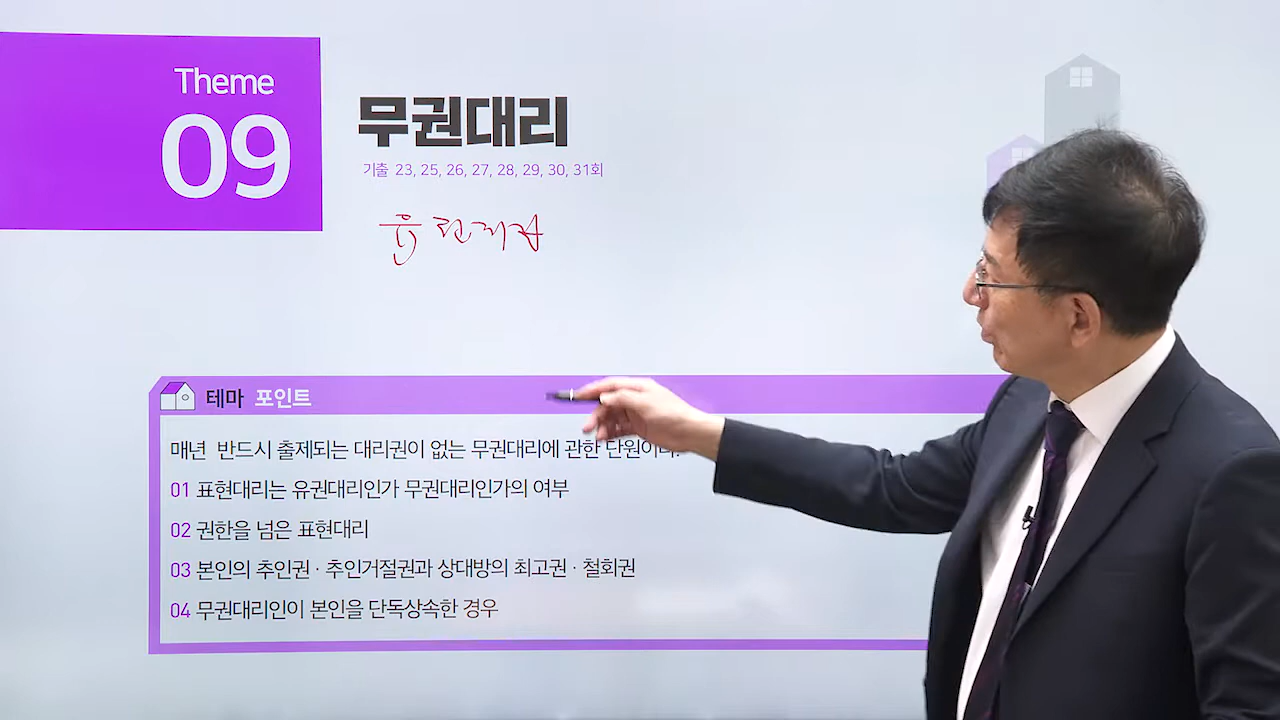 Theme
09
무권대리
기출 23, 25, 26, 27, 28, 29, 30, 31회
테마 포인트
매년 반드시 출제되는 대리권이 없는 무권대리에 관한 단원이다.
01 표현대리는 유권대리인가 무권대리인가의 여부
02 권한을 넘은 표현대리
03 본인의 추인권 · 추인거절권과 상대방의 최고권 · 철회권
04 무권대리인이 본인을 단독상속한 경우